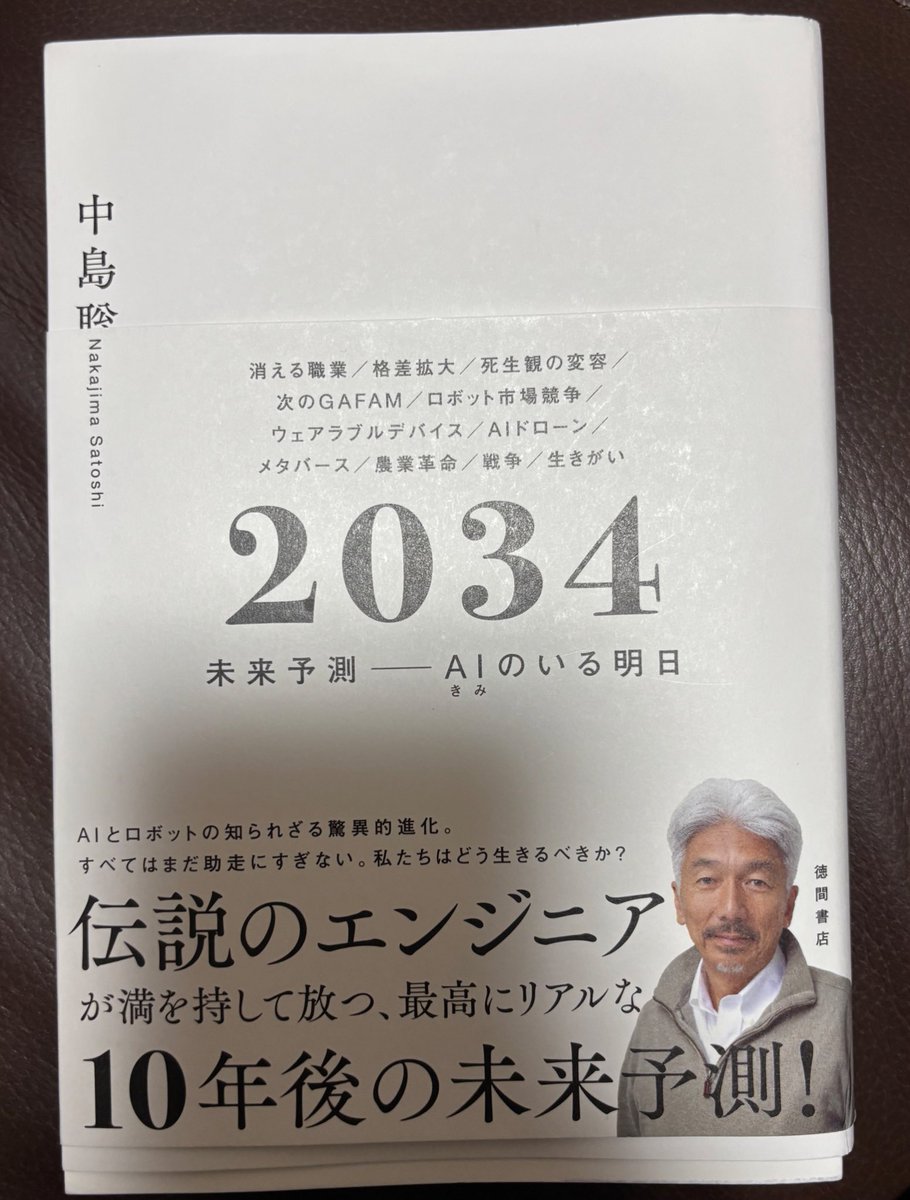 中島聡
Nakajima Satoshi
消える職業／格差拡大／死生観の変容／
次のGAFAM／ロボット市場競争／
ウェアラブルデバイス／AIドローン／
メタバース／農業革命／戦争／生きがい
2034
未来予測――AIのいる明日
きみ
AIとロボットの知られざる驚異的進化。
すべてはまだ助走にすぎない。私たちはどう生きるべきか？
伝説のエンジニア
が満を持して放つ、最高にリアルな
10年後の未来予測！
徳間書店